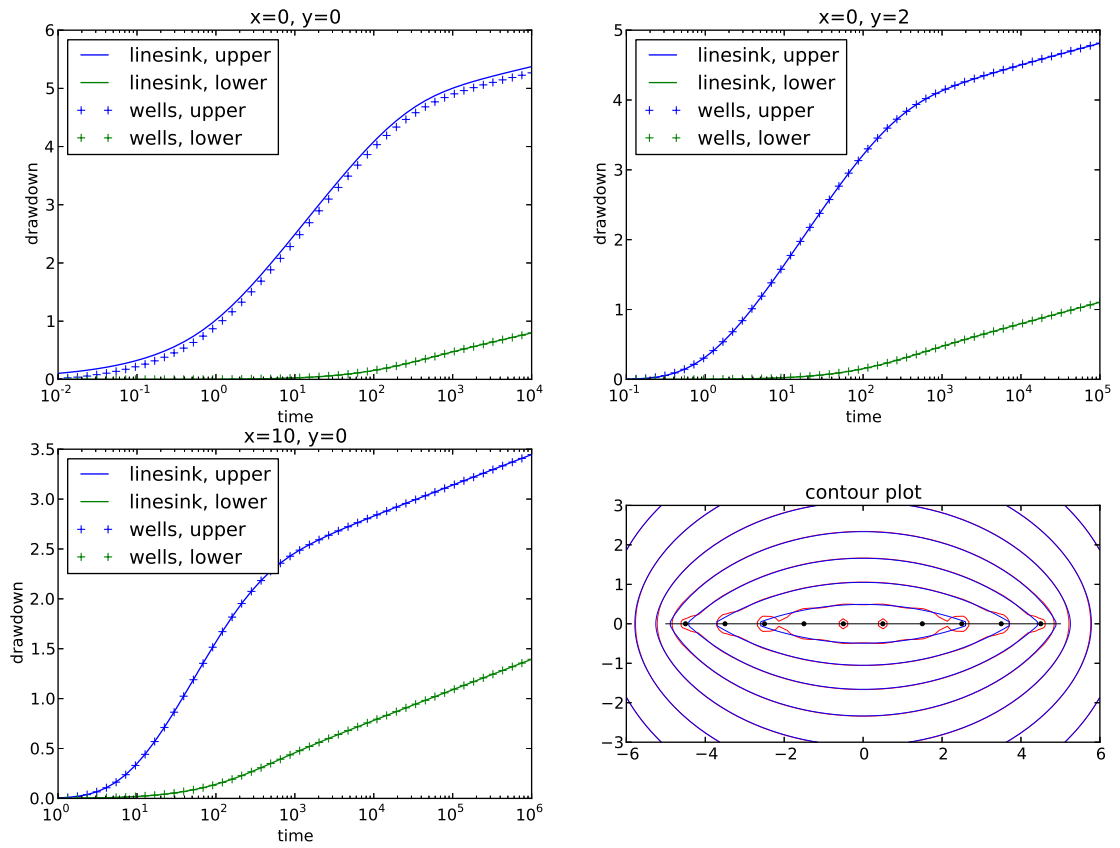 x=0, y=0
6
5
4
3
2
1
0
drawdown
linesink, upper
linesink, lower
wells, upper
wells, lower
10^-2 10^-1 10^0 10^1 10^2 10^3 10^4
time
x=0, y=2
5
4
3
2
1
0
drawdown
linesink, upper
linesink, lower
wells, upper
wells, lower
10^-1 10^0 10^1 10^2 10^3 10^4 10^5
time
x=10, y=0
3.5
3.0
2.5
2.0
1.5
1.0
0.5
0.0
drawdown
linesink, upper
linesink, lower
wells, upper
wells, lower
10^0 10^1 10^2 10^3 10^4 10^5 10^6
time
contour plot
3
2
1
0
−1
−2
−3
−6 −4 −2 0 2 4 6